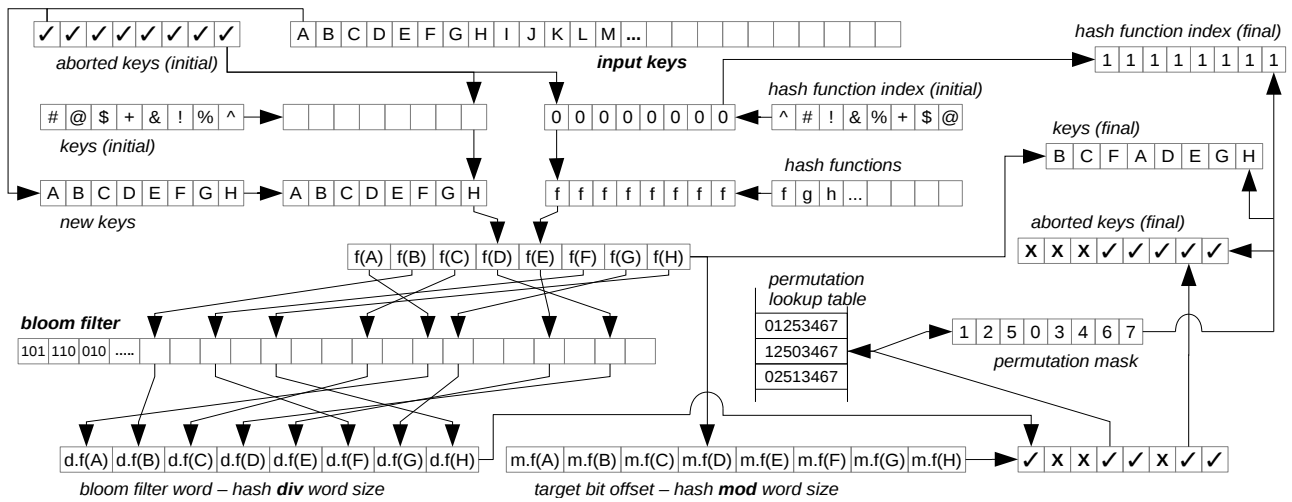 ✓ ✓ ✓ ✓ ✓ ✓ ✓ ✓
A B C D E F G H I J K L M ...
hash function index (final)
aborted keys (initial)
input keys
1 1 1 1 1 1 1 1
hash function index (initial)
# @ $ + & ! % ^
0 0 0 0 0 0 0 0
^ # ! & % + $ @
keys (initial)
keys (final)
B C F A D E G H
hash functions
A B C D E F G H
A B C D E F G H
f f f f f f f f
f g h ...
new keys
aborted keys (final)
X X X ✓ ✓ ✓ ✓ ✓
f(A) f(B) f(C) f(D) f(E) f(F) f(G) f(H)
permutation
lookup table
bloom filter
01253467
1 2 5 0 3 4 6 7
101 110 010 .....
12503467
permutation mask
02513467
d.f(A) d.f(B) d.f(C) d.f(D) d.f(E) d.f(F) d.f(G) d.f(H)
m.f(A) m.f(B) m.f(C) m.f(D) m.f(E) m.f(F) m.f(G) m.f(H)
✓ X X ✓ ✓ X ✓ ✓
bloom filter word – hash div word size
target bit offset – hash mod word size